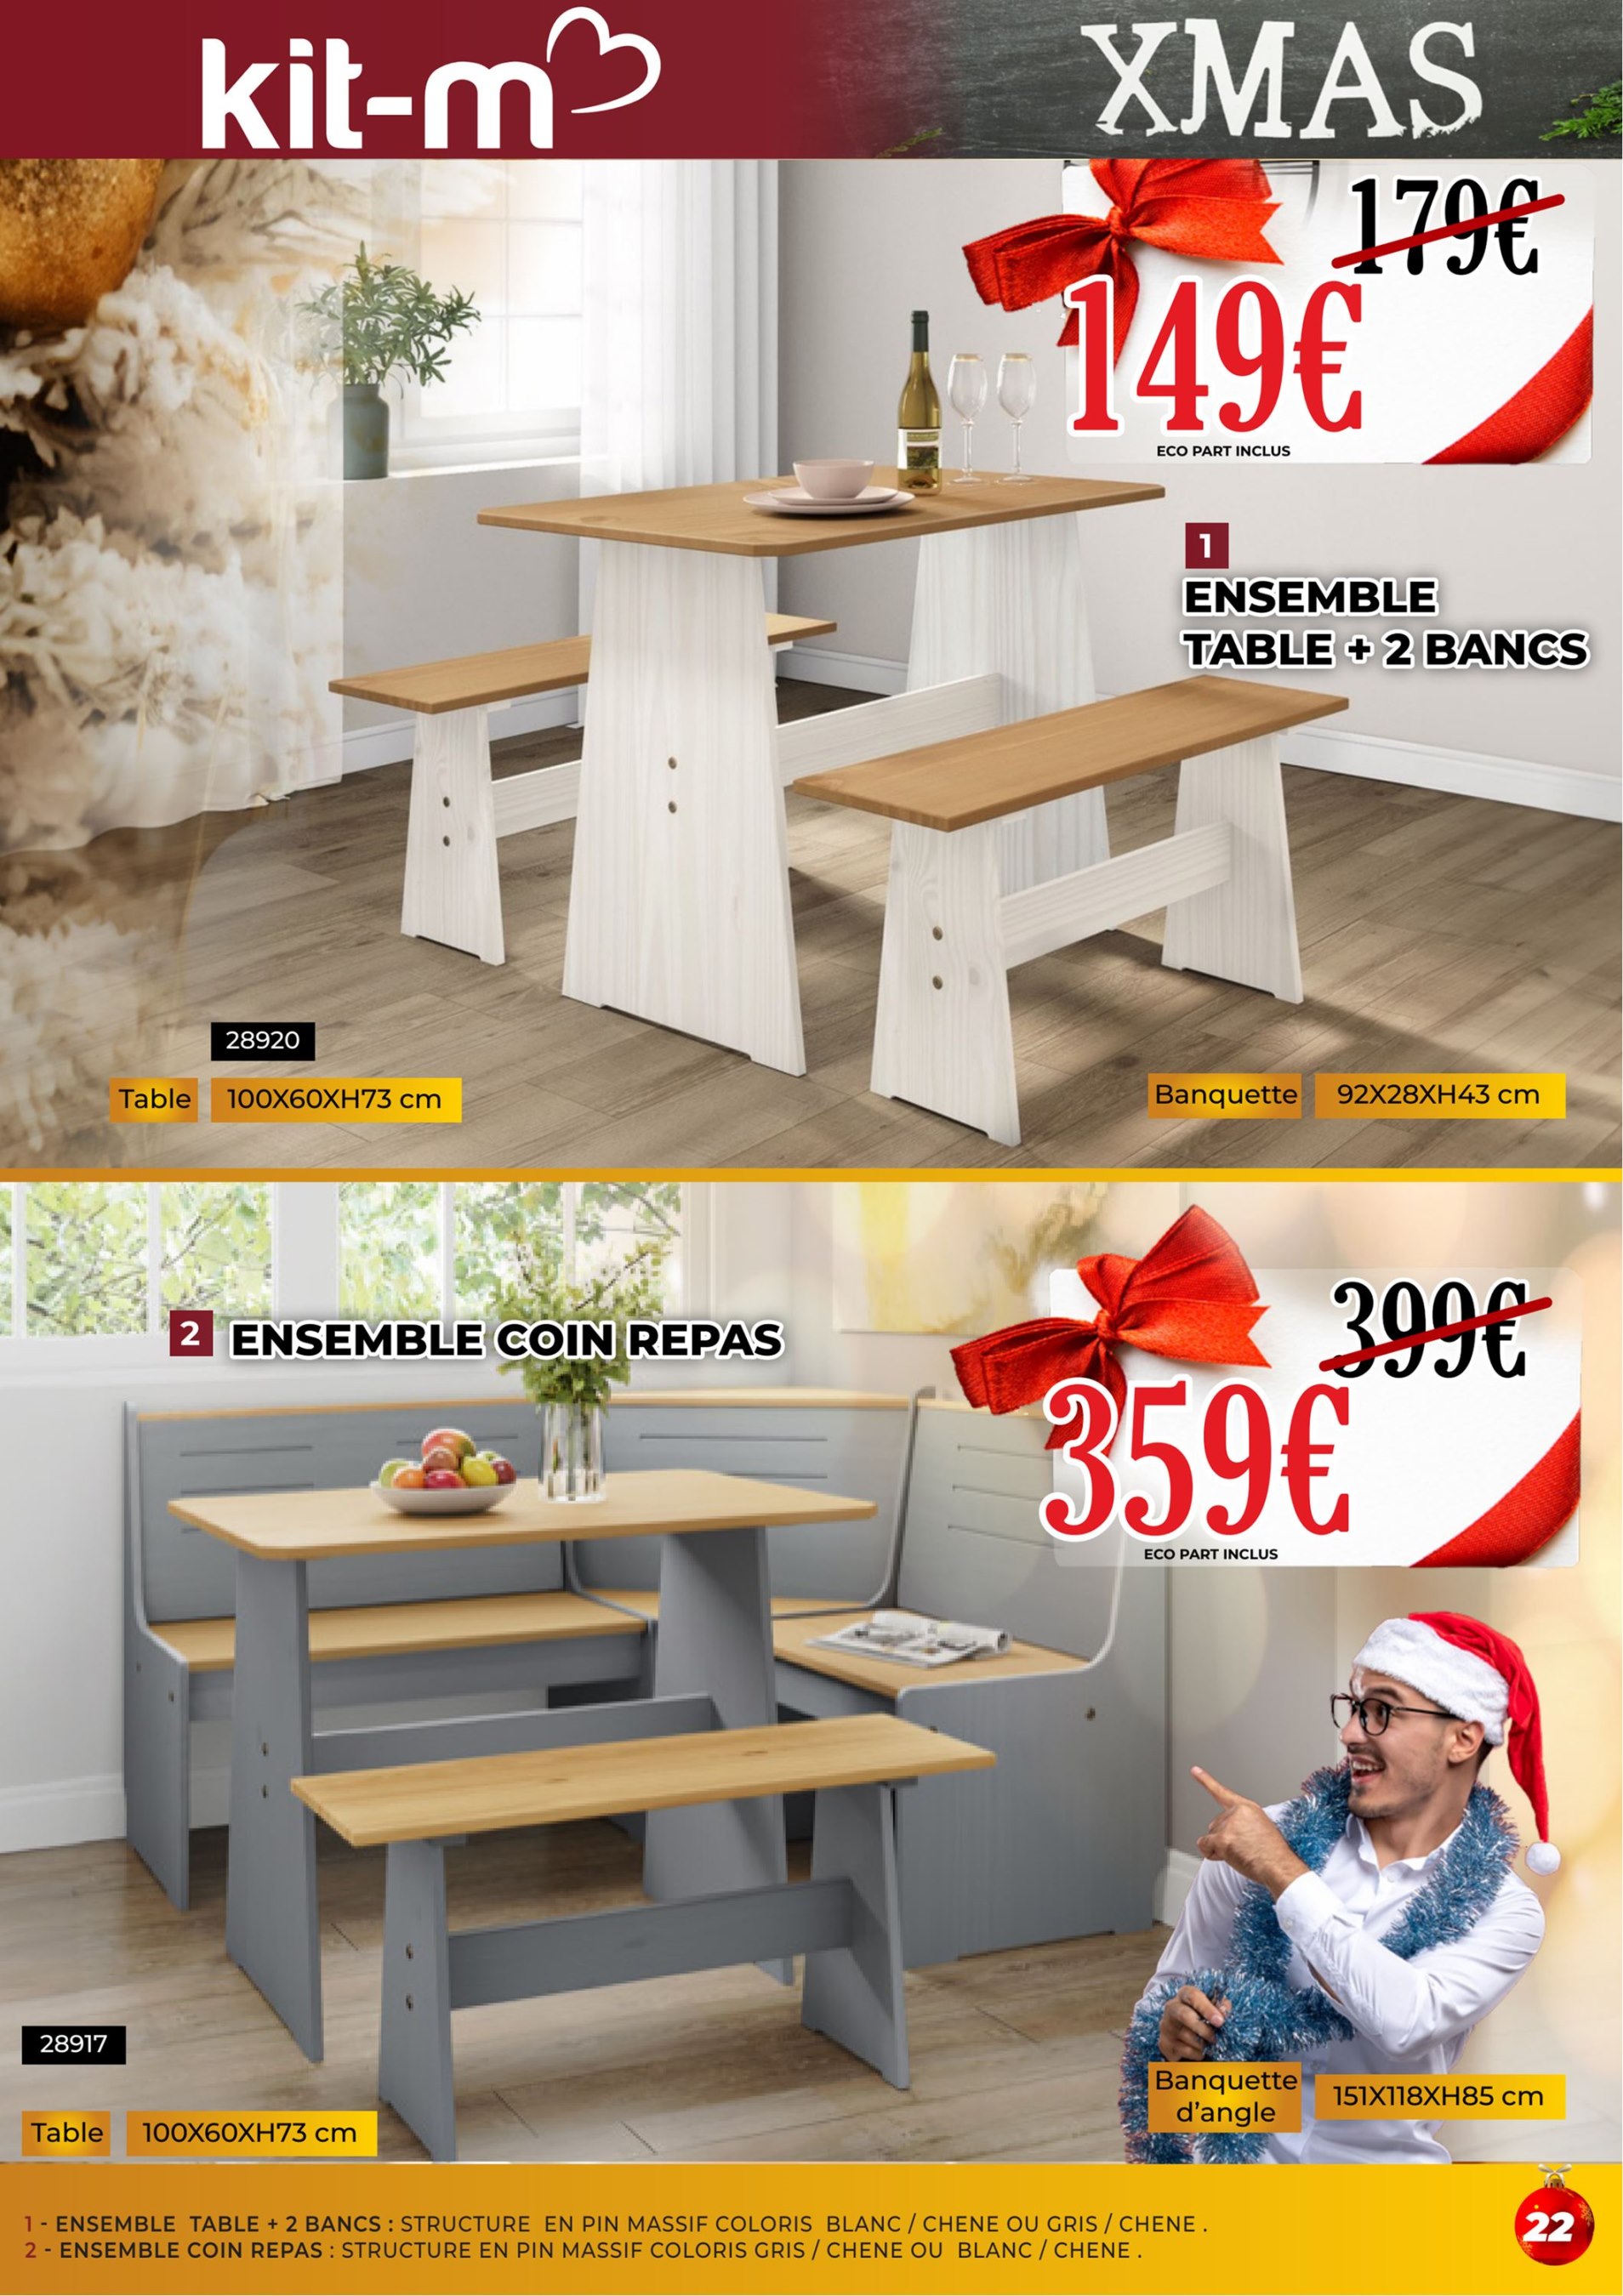 kit-m
XMAS
179€
149€
ECO PART INCLUS
1
ENSEMBLE
TABLE + 2 BANCS
28920
Table 100X60XH73 cm
Banquette 92X28XH43 cm
2 ENSEMBLE COIN REPAS
399€
359€
ECO PART INCLUS
28917
Table 100X60XH73 cm
Banquette
d'angle
151X118XH85 cm
1 - ENSEMBLE TABLE + 2 BANCS : STRUCTURE EN PIN MASSIF COLORIS BLANC / CHENE OU GRIS / CHENE .
2 - ENSEMBLE COIN REPAS : STRUCTURE EN PIN MASSIF COLORIS GRIS / CHENE OU BLANC / CHENE .
22